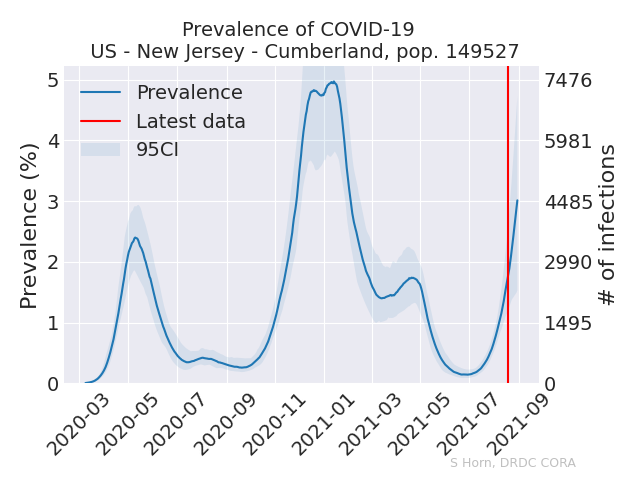 Prevalence of COVID-19
US - New Jersey - Cumberland, pop. 149527
Prevalence (%)
5
4
3
2
1
0
Prevalence
Latest data
95CI
7476
5981
4485
2990
1495
0
# of infections
2020-03
2020-05
2020-07
2020-09
2020-11
2021-01
2021-03
2021-05
2021-07
2021-09
S Horn, DRDC CORA